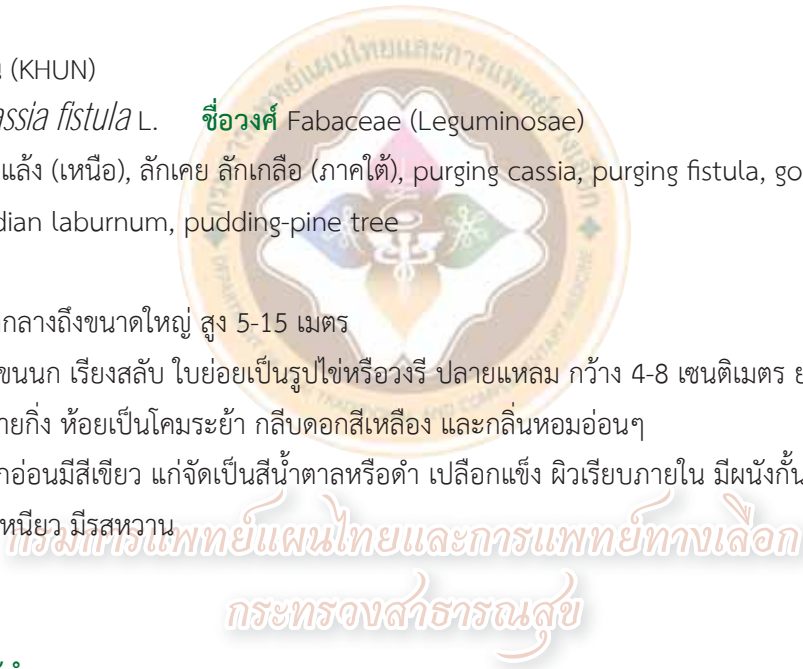 (KHUN)
fistula L. ชื่อวงศ์ Fabaceae (Leguminosae)
แล้ง (เหนือ), ลักเคย ลักเกลือ (ภาคใต้), purging cassia, purging fistula,
laburnum, pudding-pine tree
กลางถึงขนาดใหญ่ สูง 5-15 เมตร
ขนนก เรียงสลับ ใบย่อยเป็นรูปไข่หรือวงรี ปลายแหลม กว้าง 4-8 เซนติเมตร
กิ่ง ห้อยเป็นโคมระย้า กลีบดอกสีเหลือง และกลิ่นหอมอ่อนๆ
อ่อนมีสีเขียว แก่จัดเป็นสีน้ำตาลหรือดำ เปลือกแข็ง ผิวเรียบภายใน มีผนังกั้น
เหนียว มีรสหวาน
กรมการแพทย์แผนไทยและการแพทย์ทางเลือก
กระทรวงสาธารณสุข